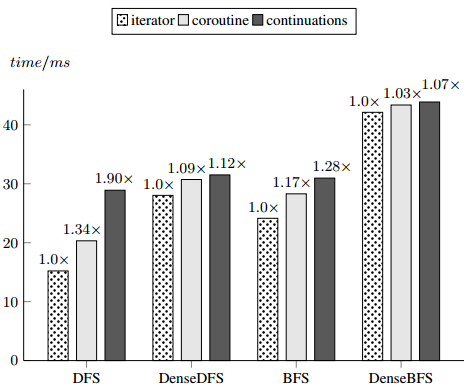 iterator coroutine continuations
time/ms
1.07×
1.0× 1.03×
40
1.90× 1.0× 1.09× 1.12× 1.28×
30
1.17×
1.34× 1.0×
20
1.0×
10
0
DFS DenseDFS BFS DenseBFS